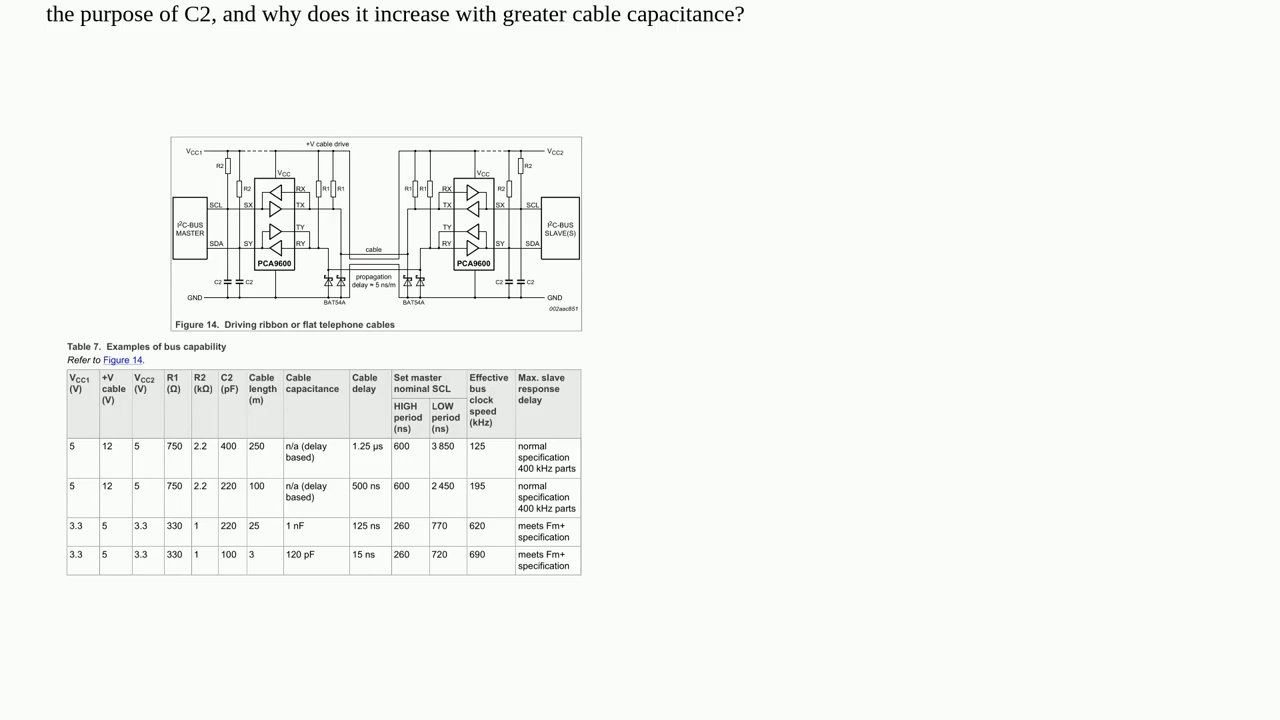 the purpose of C2, and why does it increase with greater cable capacitance?
+V cable drive
VCC1
VCC2
R2
R2
VCC
VCC
R2
R2
RX
R1
R1
R1
R1
RX
SCL
SX
TX
TX
SX
SCL
I²C-BUS
MASTER
I²C-BUS
SLAVE(S)
TY
TY
SDA
SY
RY
cable
RY
SY
SDA
PCA9600
PCA9600
propagation
delay = 5 ns/m
C2
C2
C2
C2
GND
BAT54A
BAT54A
GND
002aac851
Figure 14. Driving ribbon or flat telephone cables
Table 7. Examples of bus capability
Refer to Figure 14.
VCC1 (V) +V cable (V) VCC2 (V) R1 (Ω) R2 (kΩ) C2 (pF) Cable length (m) Cable capacitance Cable delay Set master nominal SCL Effective bus clock speed (kHz) Max. slave response delay
HIGH period (ns) LOW period (ns)
5 12 5 750 2.2 400 250 n/a (delay based) 1.25 μs 600 3 850 125 normal specification 400 kHz parts
5 12 5 750 2.2 220 100 n/a (delay based) 500 ns 600 2 450 195 normal specification 400 kHz parts
3.3 5 3.3 330 1 220 25 1 nF 125 ns 260 770 620 meets Fm+ specification
3.3 5 3.3 330 1 100 3 120 pF 15 ns 260 720 690 meets Fm+ specification